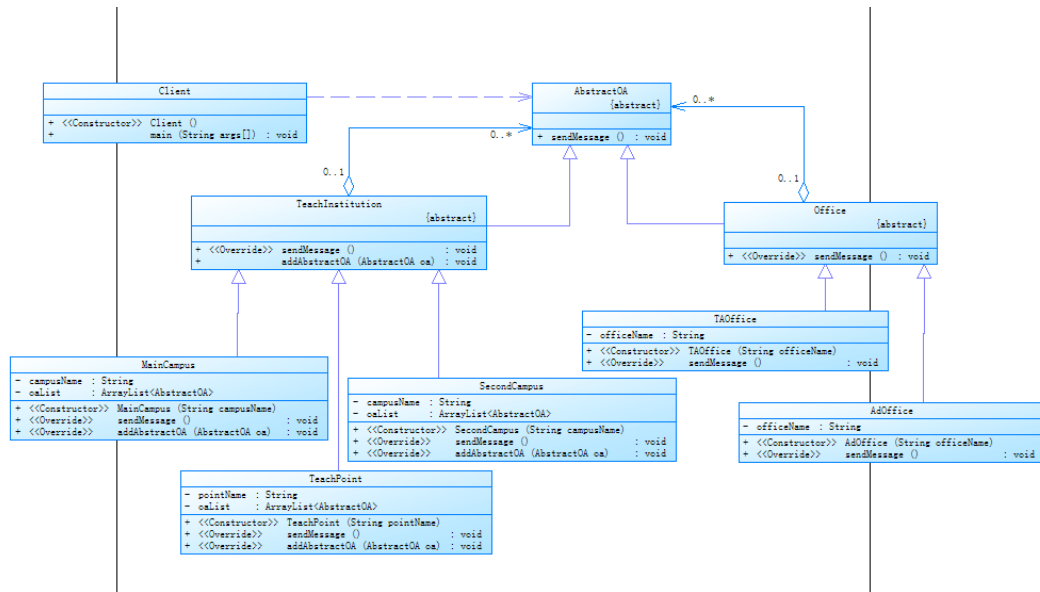 Client
+ <<Constructor>> Client ()
+ main (String args[]) : void
AbstractOA
{abstract}
+ sendMessage ()
0..*
0..*
0..1
0..1
TeachInstitution
{abstract}
+ <<Override>> sendMessage () : void
+ addAbstractOA (AbstractOA oa) : void
Office
{abstract}
+ <<Override>> sendMessage () : void
TAOffice
- officeName : String
+ <<Constructor>> TAOffice (String officeName)
+ <<Override>> sendMessage () : void
MainCampus
- campusName : String
- oaList : ArrayList<AbstractOA>
+ <<Constructor>> MainCampus (String campusName)
+ <<Override>> sendMessage () : void
+ <<Override>> addAbstractOA (AbstractOA oa) : void
SecondCampus
- campusName : String
- oaList : ArrayList<AbstractOA>
+ <<Constructor>> SecondCampus (String campusName)
+ <<Override>> sendMessage () : void
+ <<Override>> addAbstractOA (AbstractOA oa) : void
AdOffice
- officeName : String
+ <<Constructor>> AdOffice (String officeName)
+ <<Override>> sendMessage () : void
TeachPoint
- pointName : String
- oaList : ArrayList<AbstractOA>
+ <<Constructor>> TeachPoint (String pointName)
+ <<Override>> sendMessage () : void
+ <<Override>> addAbstractOA (AbstractOA oa) : void